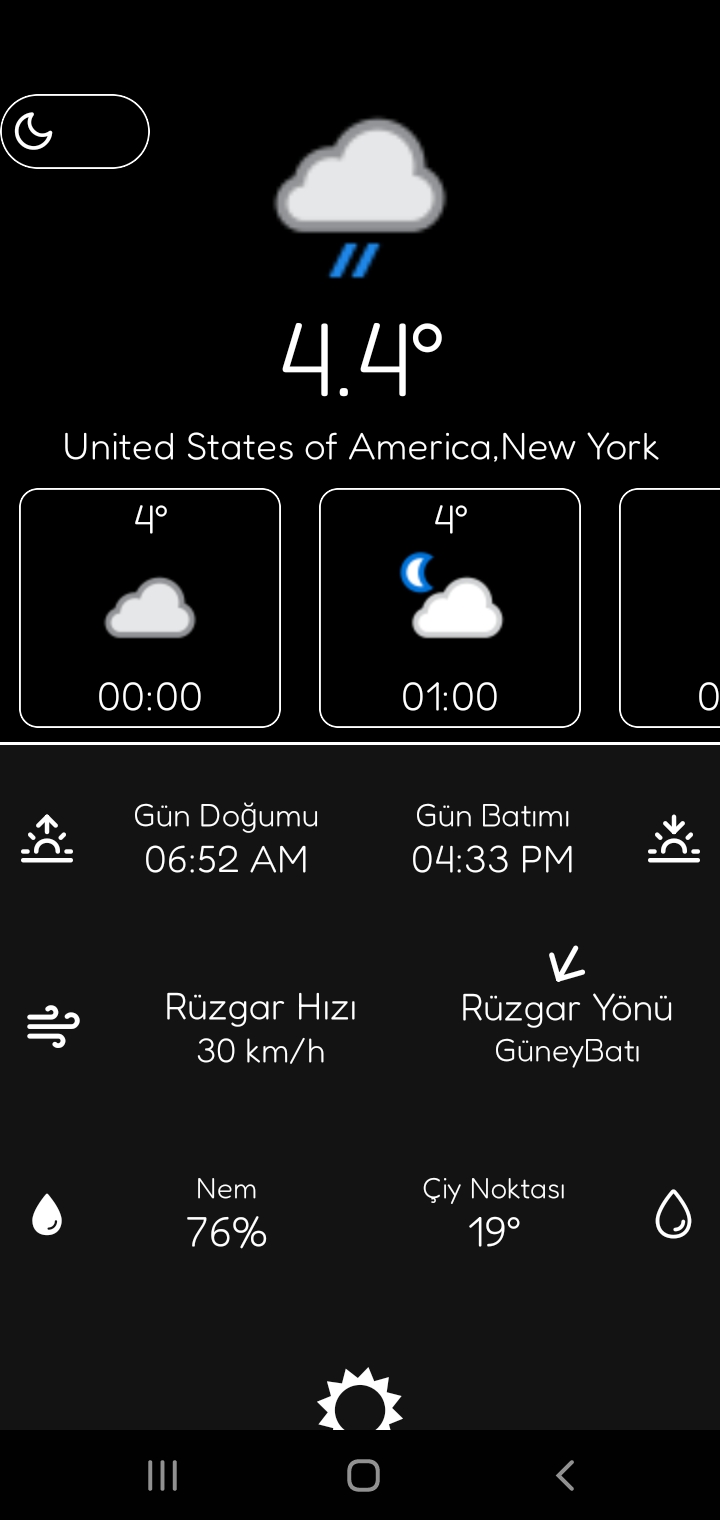 4.4°
United States of America,New York
4°
00:00
4°
01:00
0
Gün Doğumu
06:52 AM
Gün Batımı
04:33 PM
Rüzgar Hızı
30 km/h
Rüzgar Yönü
GüneyBatı
Nem
76%
Çiy Noktası
19°